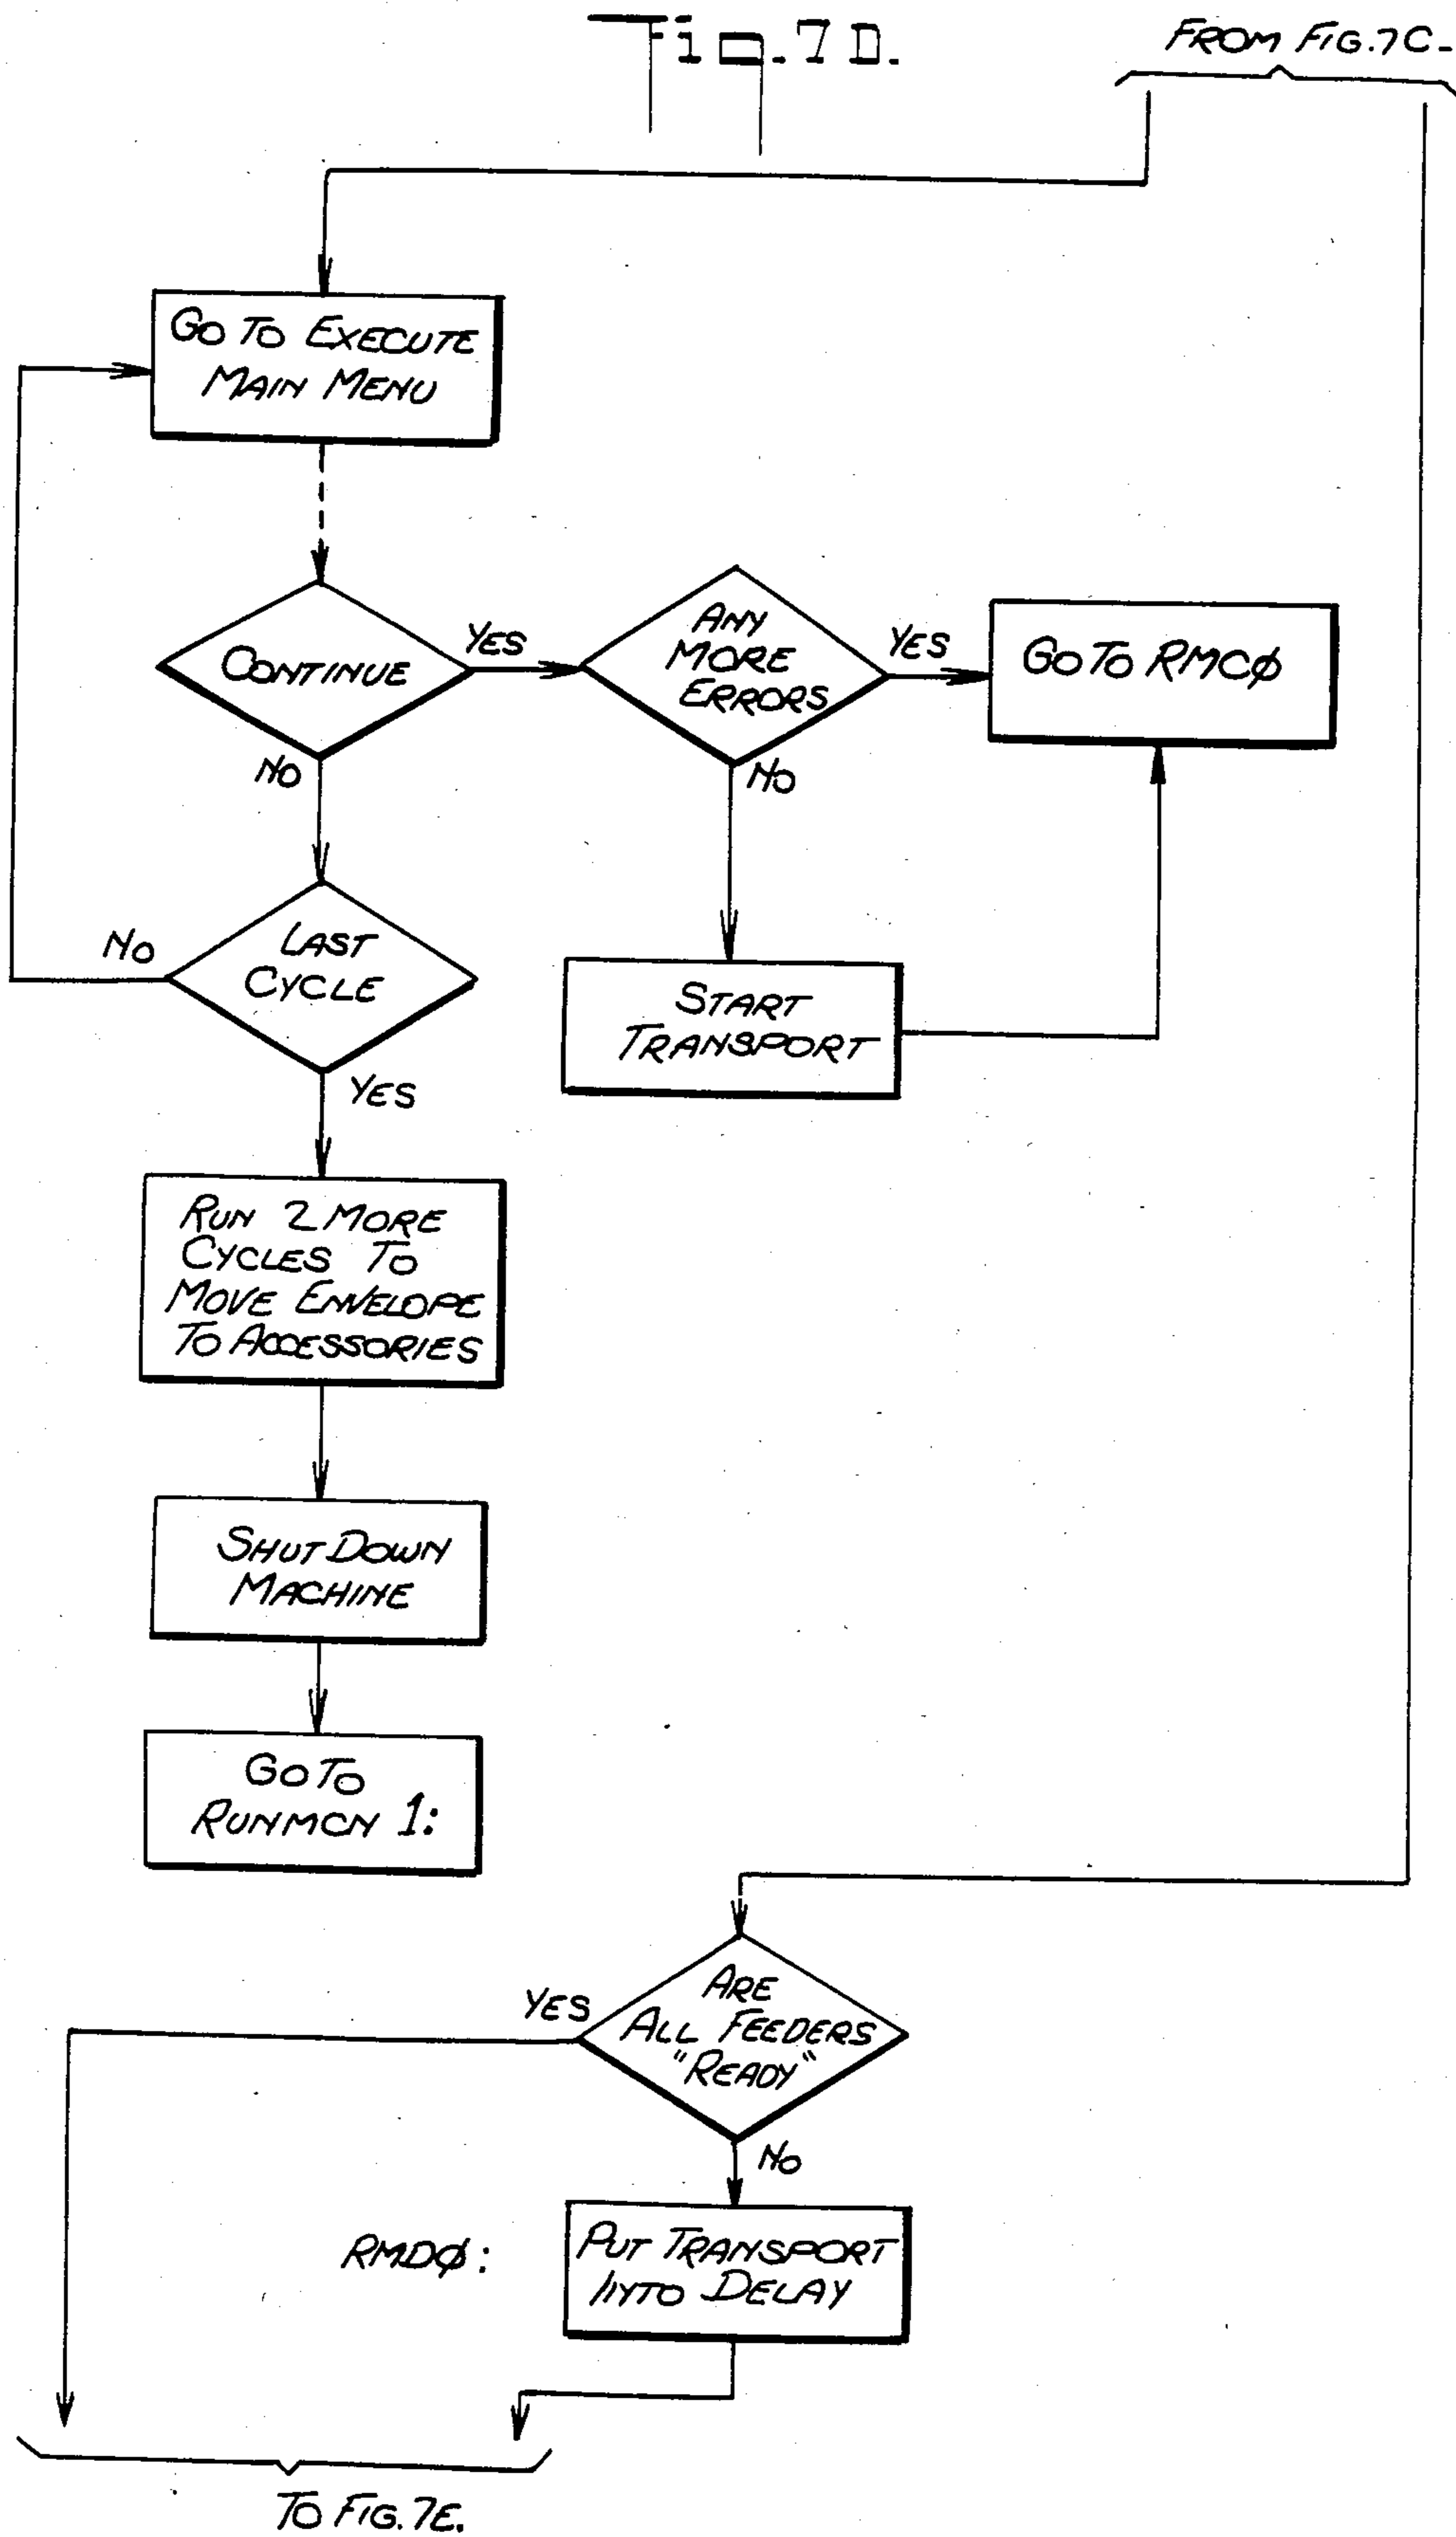 Fig. 7D.
FROM FIG. 7C.
GO TO EXECUTE
MAIN MENU
CONTINUE
YES
NO
ANY
MORE
ERRORS
YES
NO
GO TO RMCØ
LAST
CYCLE
NO
YES
START
TRANSPORT
RUN 2 MORE
CYCLES TO
MOVE ENVELOPE
TO ACCESSORIES
SHUT DOWN
MACHINE
GO TO
RUNMCN 1:
ARE
ALL FEEDERS
"READY"
YES
NO
RMDØ:
PUT TRANSPORT
INTO DELAY
TO FIG. 7E.